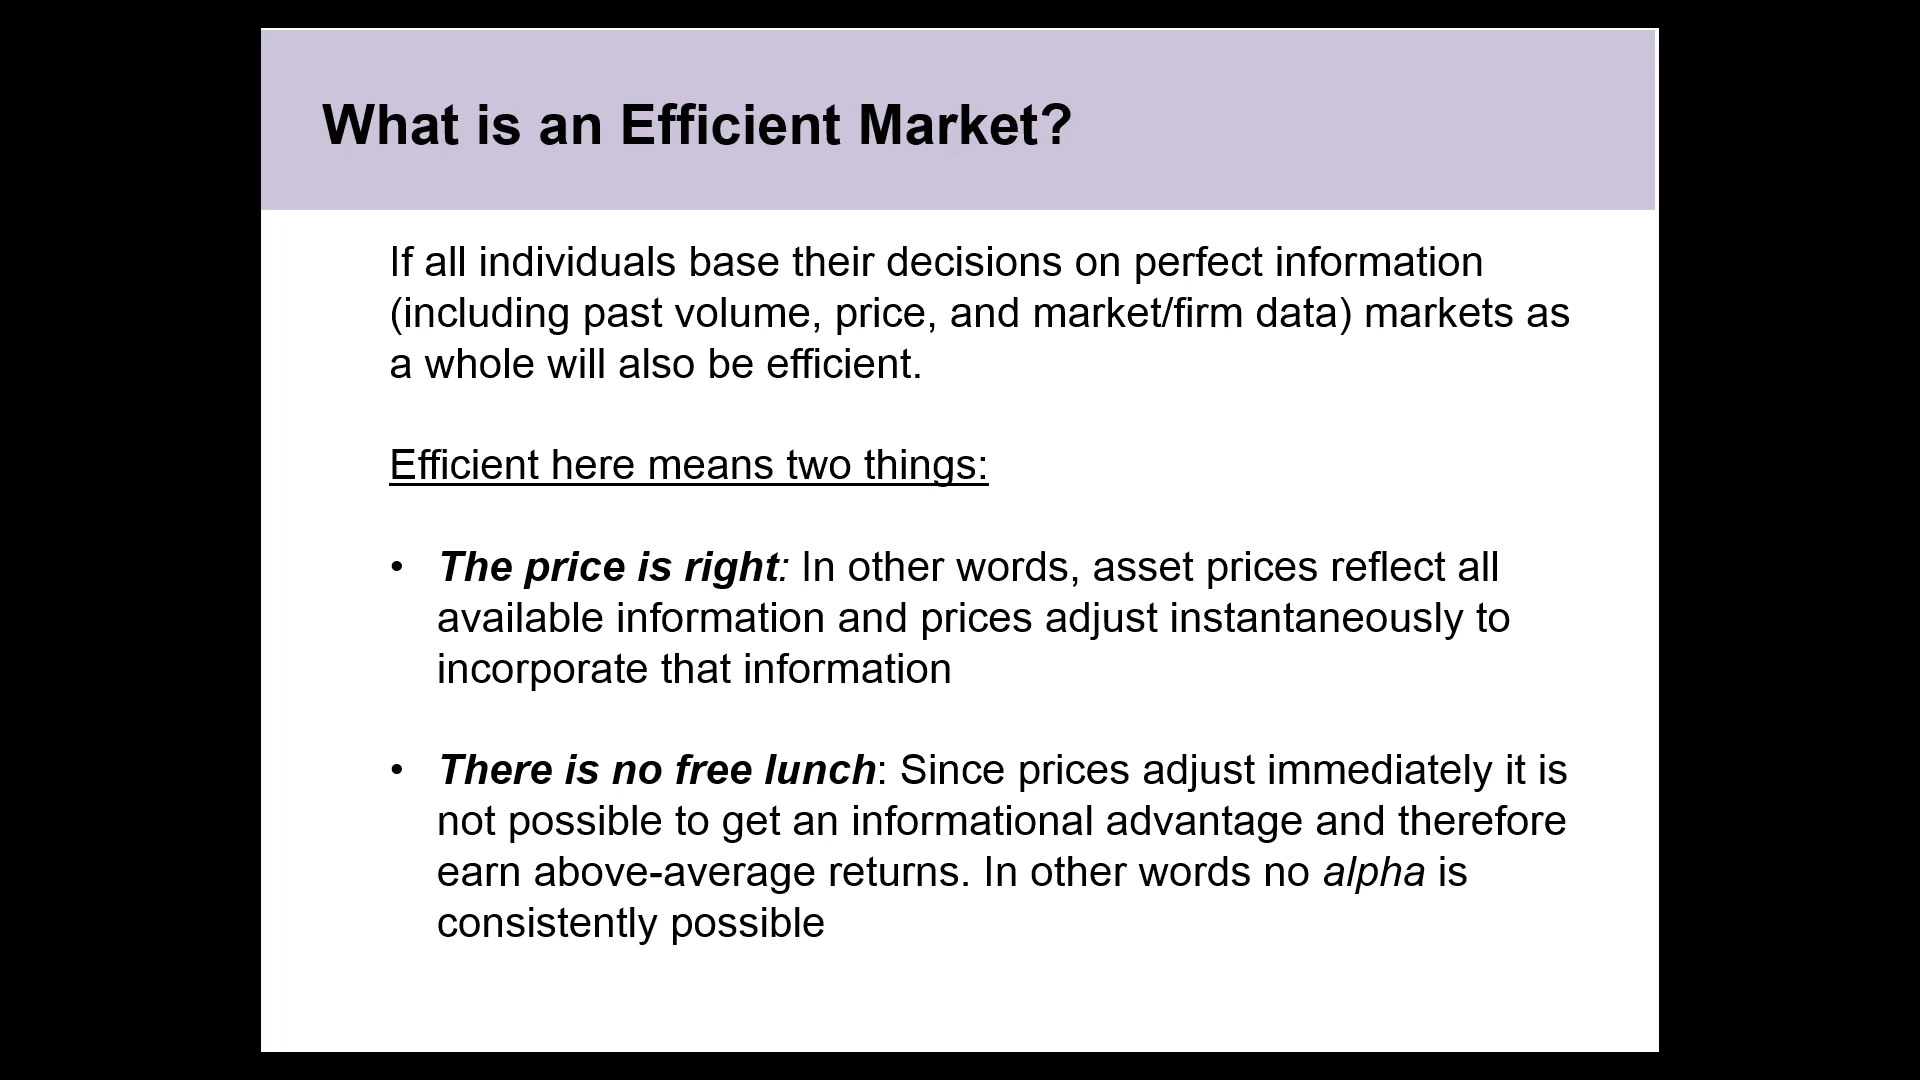 What is an Efficient Market?
If all individuals base their decisions on perfect information
(including past volume, price, and market/firm data) markets as
a whole will also be efficient.
Efficient here means two things:
• The price is right: In other words, asset prices reflect all
available information and prices adjust instantaneously to
incorporate that information
• There is no free lunch: Since prices adjust immediately it is
not possible to get an informational advantage and therefore
earn above-average returns. In other words no alpha is
consistently possible